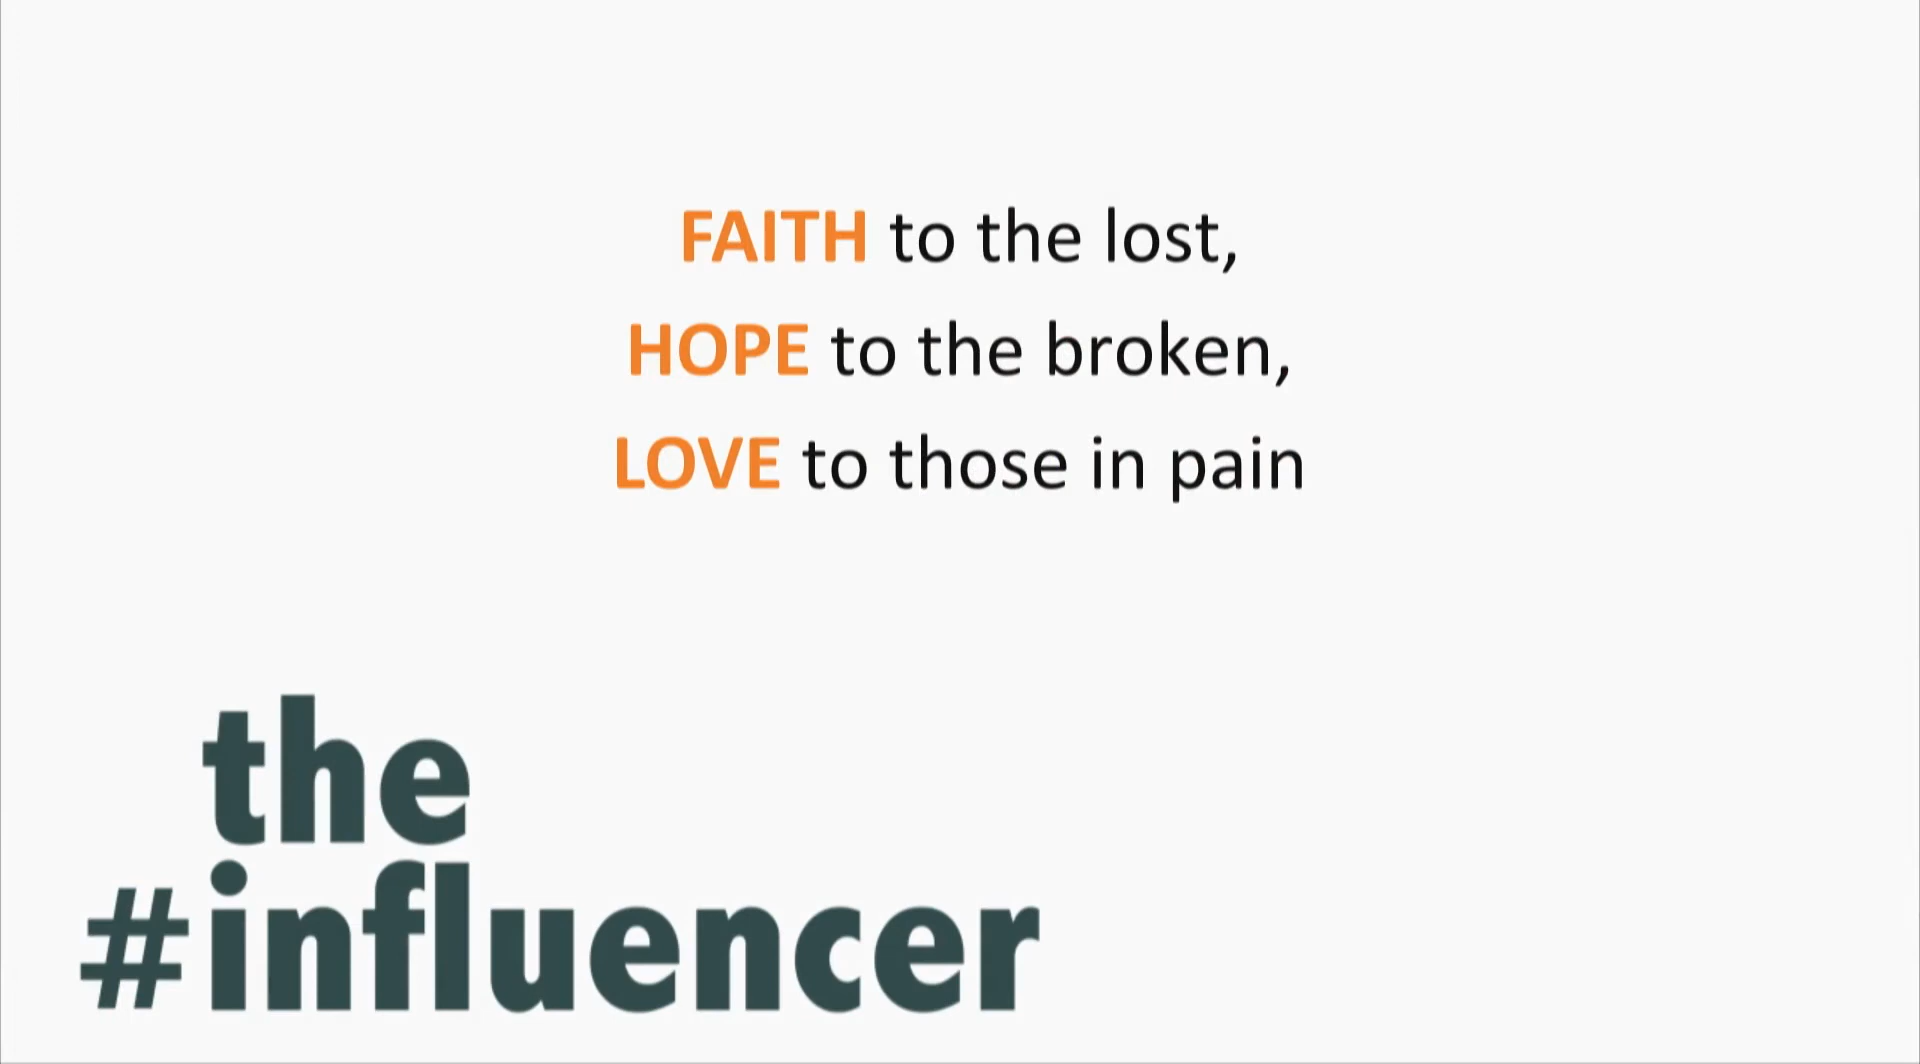 FAITH to the lost,
HOPE to the broken,
LOVE to those in pain
the
#influencer